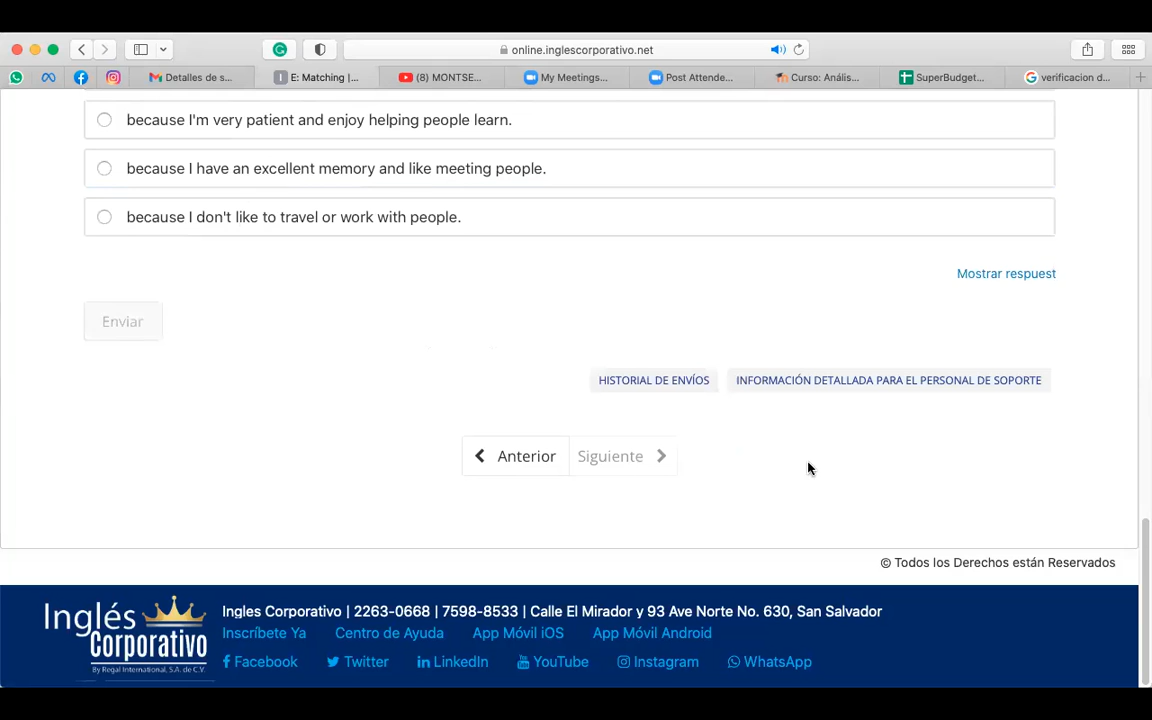 online.inglescorporativo.net
Detalles de s...
E: Matching |...
(8) MONTSE...
My Meetings...
Post Attende...
Curso: Anális...
SuperBudget...
verificacion d...
because I'm very patient and enjoy helping people learn.
because I have an excellent memory and like meeting people.
because I don't like to travel or work with people.
Mostrar respuest
Enviar
HISTORIAL DE ENVÍOS
INFORMACIÓN DETALLADA PARA EL PERSONAL DE SOPORTE
Anterior
Siguiente
© Todos los Derechos están Reservados
Inglés Corporativo
By Regal International, S.A. de C.V.
Ingles Corporativo | 2263-0668 | 7598-8533 | Calle El Mirador y 93 Ave Norte No. 630, San Salvador
Inscríbete Ya Centro de Ayuda App Móvil iOS App Móvil Android
Facebook Twitter LinkedIn YouTube Instagram WhatsApp